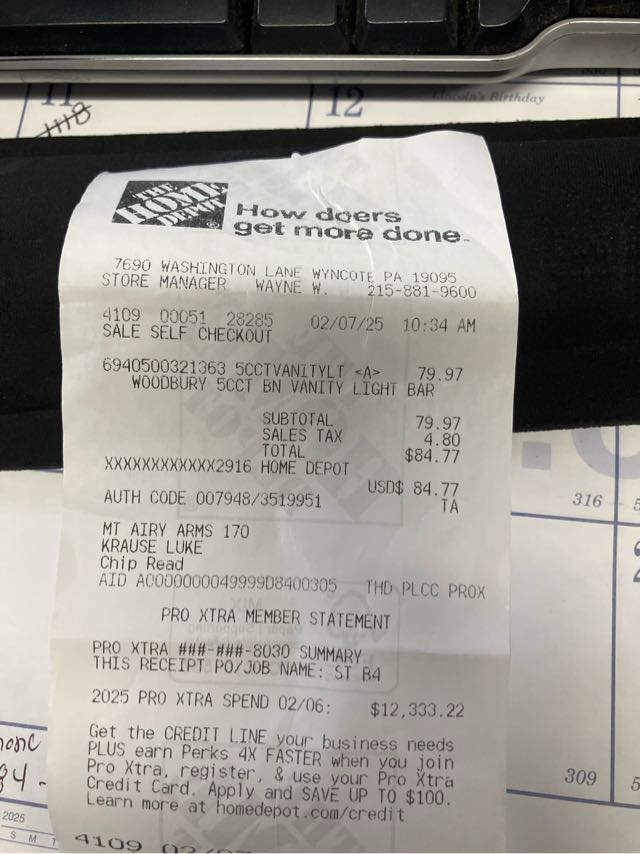 11
12
Lincoln's Birthday
THE
HOME
DEPOT
®
How doers
get more done.
7690 WASHINGTON LANE WYNCOTE PA 19095
STORE MANAGER WAYNE W. 215-881-9600
4109 00051 28285 02/07/25 10:34 AM
SALE SELF CHECKOUT
6940500321363 5CCTVANITYLT <A> 79.97
WOODBURY 5CCT BN VANITY LIGHT BAR
SUBTOTAL 79.97
SALES TAX 4.80
TOTAL $84.77
XXXXXXXXXXXX2916 HOME DEPOT
USD$ 84.77
AUTH CODE 007948/3519951 TA
MT AIRY ARMS 170
KRAUSE LUKE
Chip Read
AID A0000000049999D8400305 THD PLCC PROX
PRO XTRA MEMBER STATEMENT
PRO XTRA ###-###-8030 SUMMARY
THIS RECEIPT PO/JOB NAME: ST B4
2025 PRO XTRA SPEND 02/06: $12,333.22
Get the CREDIT LINE your business needs
PLUS earn Perks 4X FASTER when you join
Pro Xtra, register, & use your Pro Xtra
Credit Card. Apply and SAVE UP TO $100.
Learn more at homedepot.com/credit
4109
316
309
2025
S M T